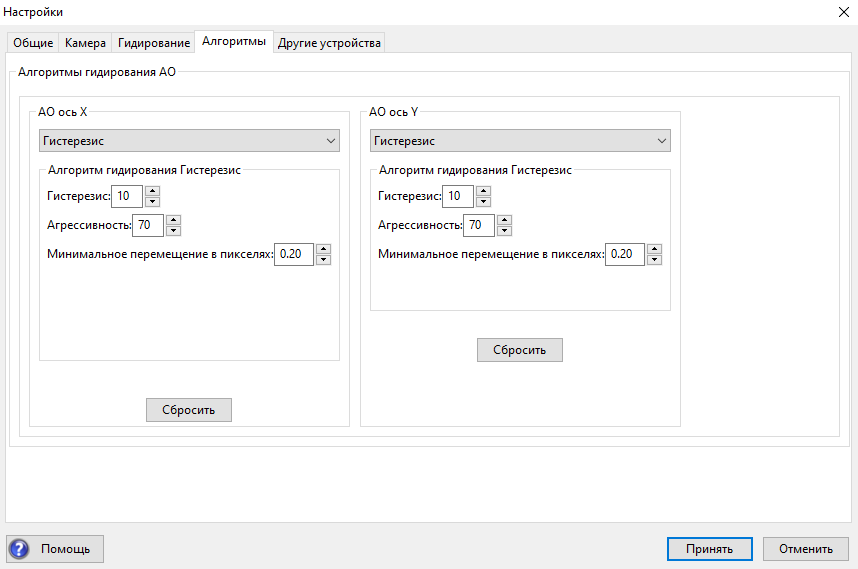 Настройки
Общие Камера Гидирование Алгоритмы Другие устройства
Алгоритмы гидирования АО
АО ось X АО ось Y
Гистерезис Гистерезис
Алгоритм гидирования Гистерезис Алгоритм гидирования Гистерезис
Гистерезис: 10 Гистерезис: 10
Агрессивность: 70 Агрессивность: 70
Минимальное перемещение в пикселях: 0.20 Минимальное перемещение в пикселях: 0.20
Сбросить
Сбросить
? Помощь Принять Отменить